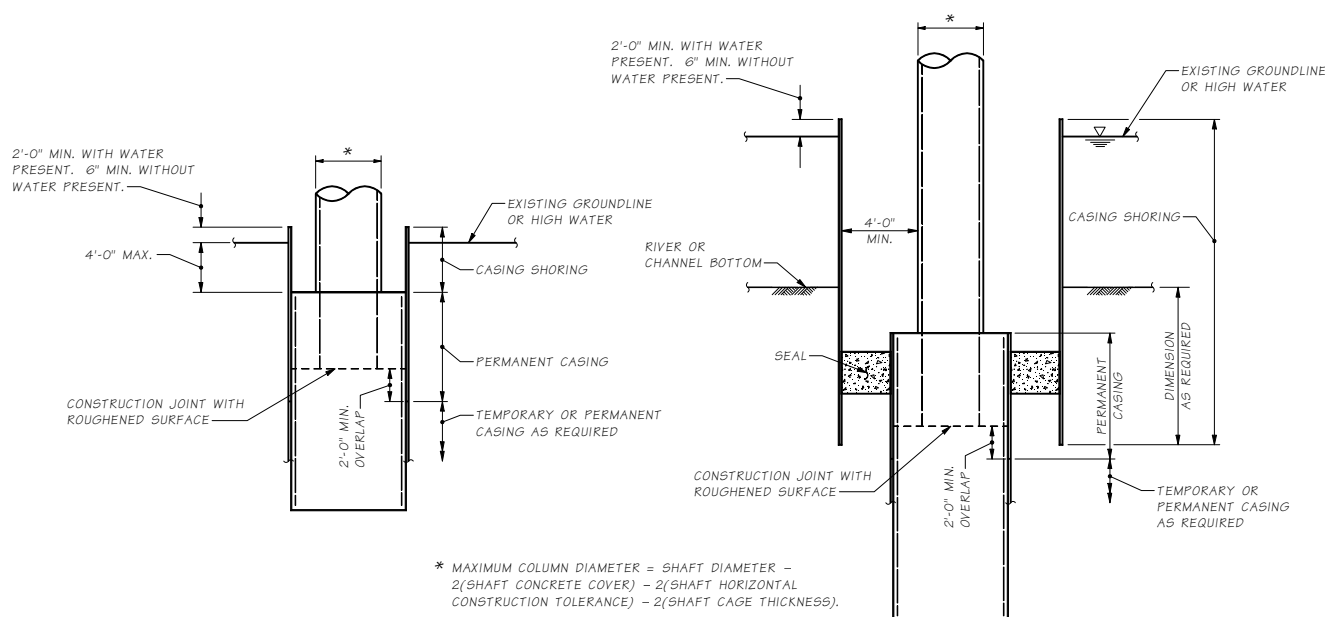 2'-0" MIN. WITH WATER
PRESENT. 6" MIN. WITHOUT
WATER PRESENT.
*
EXISTING GROUNDLINE
OR HIGH WATER
4'-0" MAX.
CASING SHORING
PERMANENT CASING
CONSTRUCTION JOINT WITH
ROUGHENED SURFACE
2'-0" MIN.
OVERLAP
TEMPORARY OR PERMANENT
CASING AS REQUIRED
*
2'-0" MIN. WITH WATER
PRESENT. 6" MIN. WITHOUT
WATER PRESENT.
EXISTING GROUNDLINE
OR HIGH WATER
4'-0"
MIN.
CASING SHORING
RIVER OR
CHANNEL BOTTOM
SEAL
PERMANENT
CASING
DIMENSION
AS REQUIRED
CONSTRUCTION JOINT WITH
ROUGHENED SURFACE
2'-0" MIN.
OVERLAP
TEMPORARY OR
PERMANENT CASING
AS REQUIRED
* MAXIMUM COLUMN DIAMETER = SHAFT DIAMETER –
2(SHAFT CONCRETE COVER) – 2(SHAFT HORIZONTAL
CONSTRUCTION TOLERANCE) – 2(SHAFT CAGE THICKNESS).